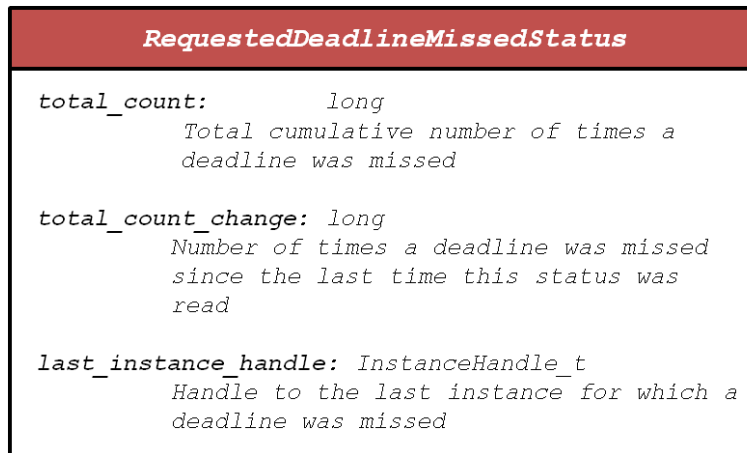 RequestedDeadlineMissedStatus
total_count: long
Total cumulative number of times a
deadline was missed
total_count_change: long
Number of times a deadline was missed
since the last time this status was
read
last_instance_handle: InstanceHandle_t
Handle to the last instance for which a
deadline was missed